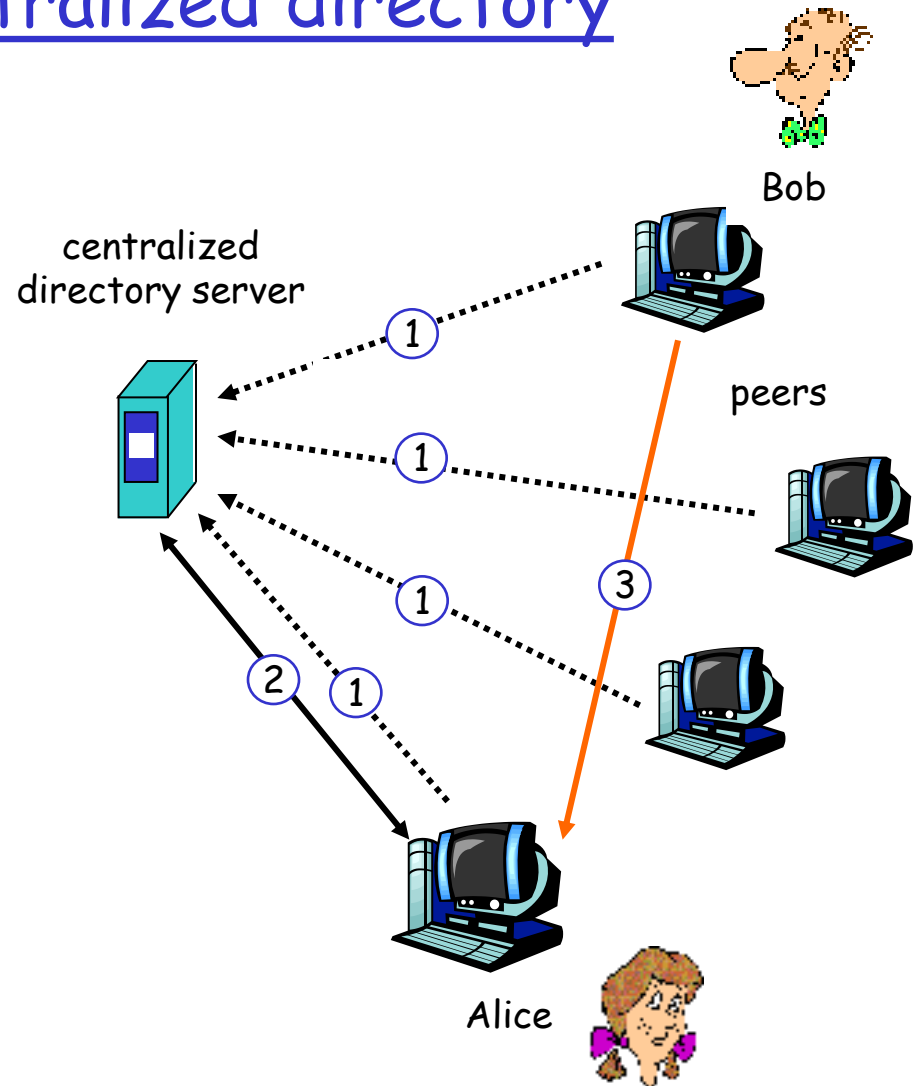 tralized directory
Bob
centralized
directory server
1
peers
1
3
1
2
1
Alice